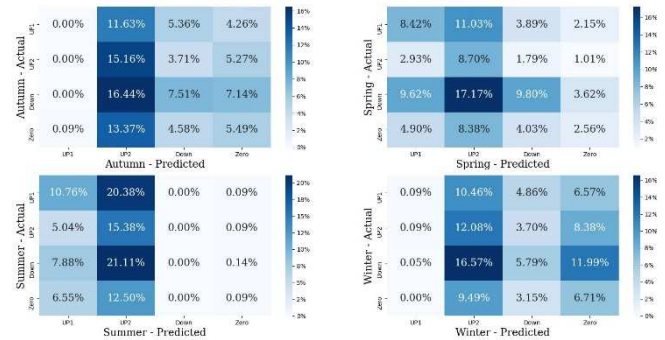 UP1 0.00% 11.63% 5.36% 4.26%
UP2 0.00% 15.16% 3.71% 5.27%
Down 0.00% 16.44% 7.51% 7.14%
Zero 0.09% 13.37% 4.58% 5.49%
UP1 UP2 Down Zero
Autumn - Actual
Autumn - Predicted
16%
14%
12%
10%
8%
6%
4%
2%
0%
UP1 8.42% 11.03% 3.89% 2.15%
UP2 2.93% 8.70% 1.79% 1.01%
Down 9.62% 17.17% 9.80% 3.62%
Zero 4.90% 8.38% 4.03% 2.56%
UP1 UP2 Down Zero
Spring - Actual
Spring - Predicted
16%
14%
12%
10%
8%
6%
4%
2%
UP1 10.76% 20.38% 0.00% 0.09%
UP2 5.04% 15.38% 0.00% 0.09%
Down 7.88% 21.11% 0.00% 0.14%
Zero 6.55% 12.50% 0.00% 0.09%
UP1 UP2 Down Zero
Summer - Actual
Summer - Predicted
20%
18%
15%
12%
10%
8%
5%
2%
0%
UP1 0.09% 10.46% 4.86% 6.57%
UP2 0.09% 12.08% 3.70% 8.38%
Down 0.05% 16.57% 5.79% 11.99%
Zero 0.00% 9.49% 3.15% 6.71%
UP1 UP2 Down Zero
Winter - Actual
Winter - Predicted
16%
14%
12%
10%
8%
6%
4%
2%
0%